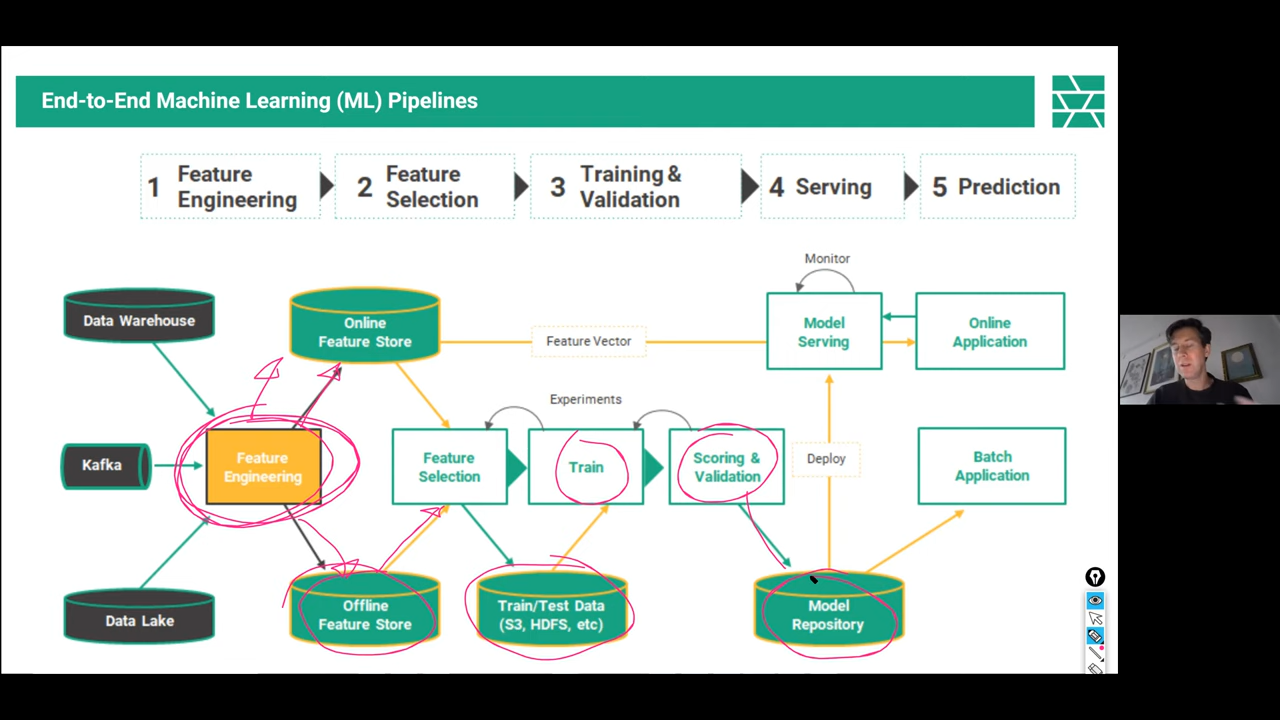 End-to-End Machine Learning (ML) Pipelines
1 Feature
Engineering
2 Feature
Selection
3 Training &
Validation
4 Serving
5 Prediction
Monitor
Data Warehouse
Online
Feature Store
Feature Vector
Model
Serving
Online
Application
Experiments
Kafka
Feature
Engineering
Feature
Selection
Train
Scoring &
Validation
Deploy
Batch
Application
Data Lake
Offline
Feature Store
Train/Test Data
(S3, HDFS, etc)
Model
Repository